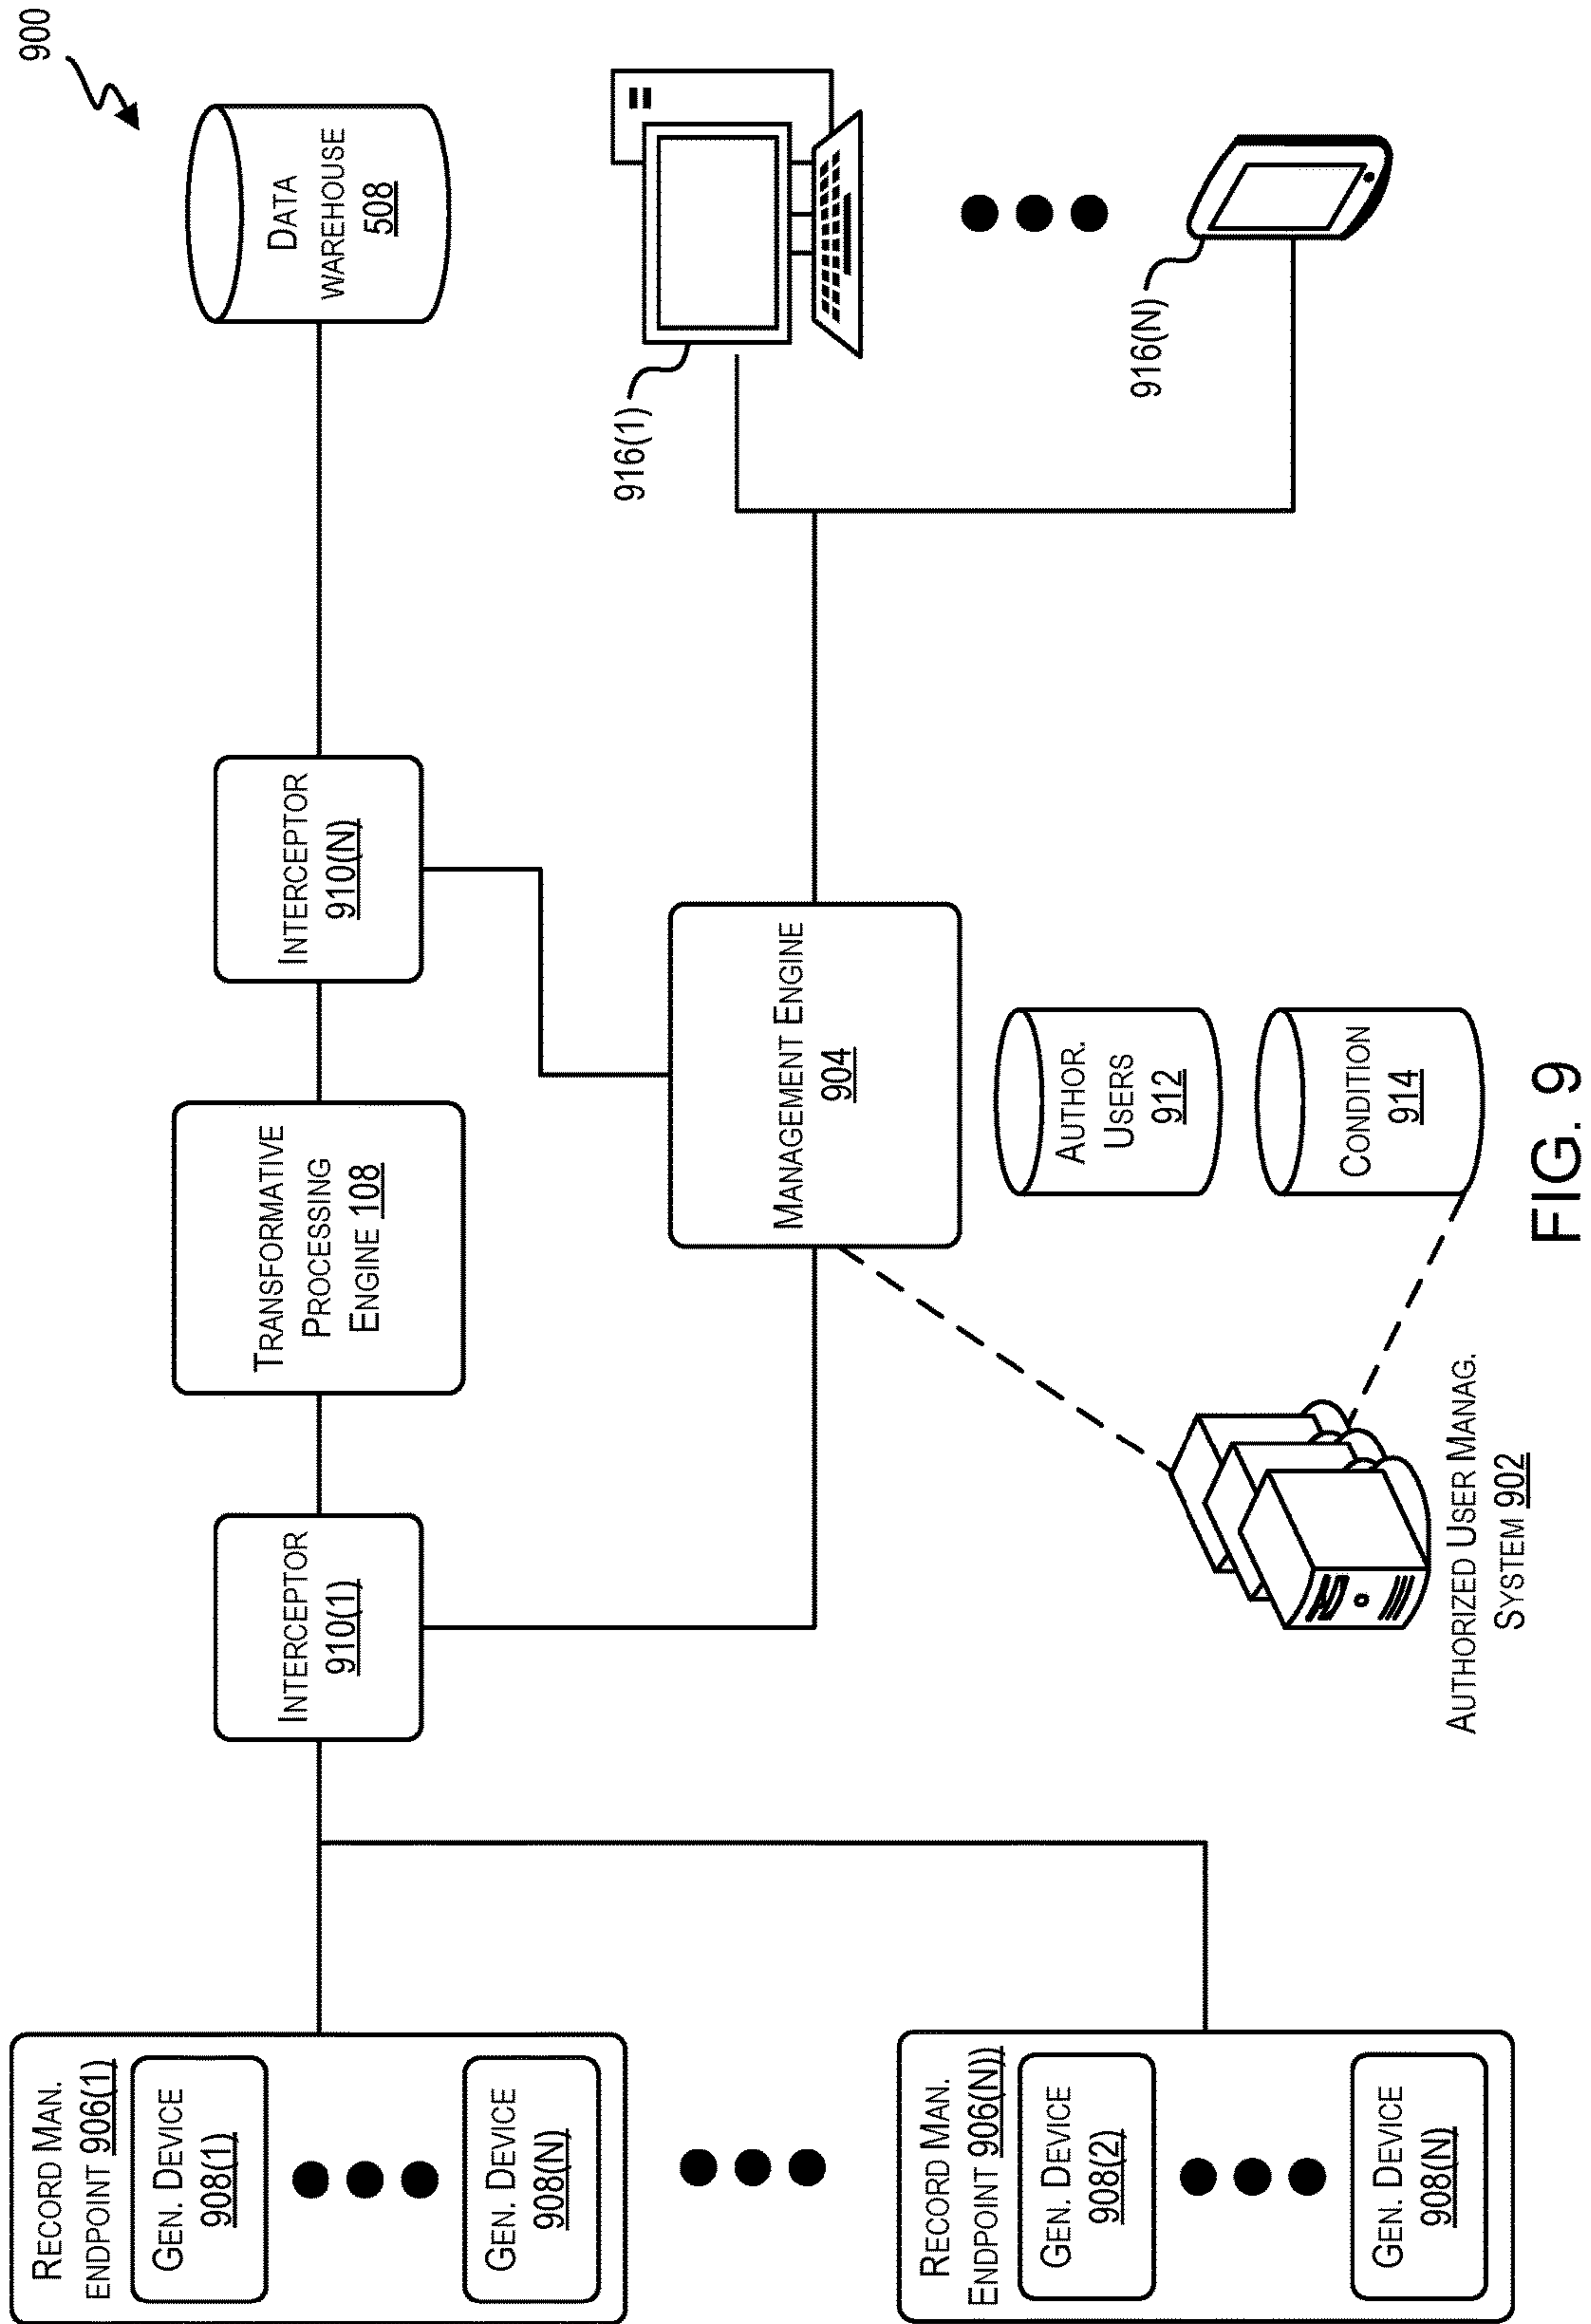 900
RECORD MAN.
ENDPOINT 906(1)
GEN. DEVICE
908(1)
GEN. DEVICE
908(N)
RECORD MAN.
ENDPOINT 906(N))
GEN. DEVICE
908(2)
GEN. DEVICE
908(N)
INTERCEPTOR
910(1)
TRANSFORMATIVE
PROCESSING
ENGINE 108
INTERCEPTOR
910(N)
DATA
WAREHOUSE
508
MANAGEMENT ENGINE
904
916(1)
916(N)
AUTHOR.
USERS
912
CONDITION
914
AUTHORIZED USER MANAG.
SYSTEM 902
FIG. 9